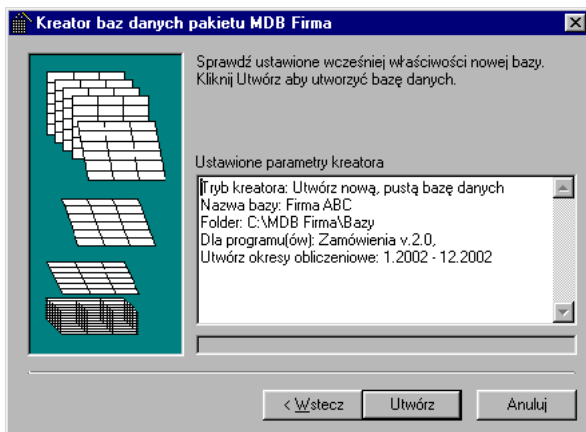 Kreator baz danych pakietu MDB Firma
Sprawdź ustawione wcześniej właściwości nowej bazy.
Kliknij Utwórz aby utworzyć bazę danych.
Ustawione parametry kreatora
Tryb kreatora: Utwórz nową, pustą bazę danych
Nazwa bazy: Firma ABC
Folder: C:\MDB Firma\Bazy
Dla programu(ów): Zamówienia v.2.0,
Utwórz okresy obliczeniowe: 1.2002 - 12.2002
< Wstecz Utwórz Anuluj